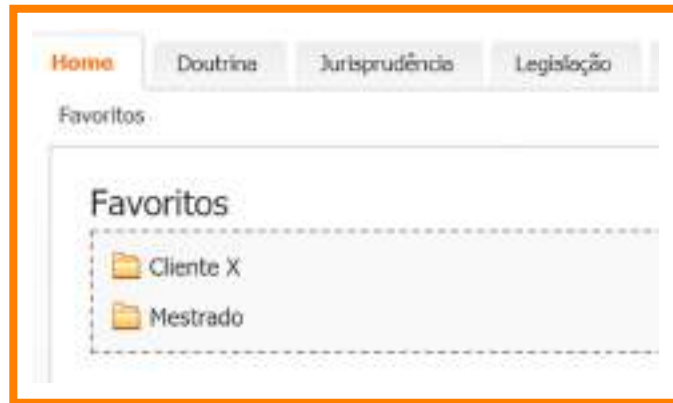 Home Doutrina Jurisprudência Legislação
Favoritos
Favoritos
Cliente X
Mestrado